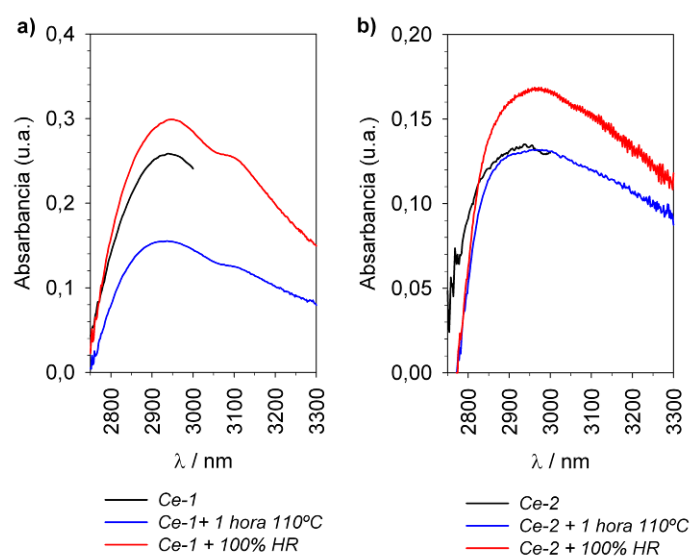 a)
0,4
0,3
0,2
0,1
0,0
Absarbancia (u.a.)
2800
2900
3000
3100
3200
3300
λ / nm
Ce-1
Ce-1+ 1 hora 110ºC
Ce-1 + 100% HR
b)
0,20
0,15
0,10
0,05
0,00
Absarbancia (u.a.)
2800
2900
3000
3100
3200
3300
λ / nm
Ce-2
Ce-2 + 1 hora 110ºC
Ce-2 + 100% HR